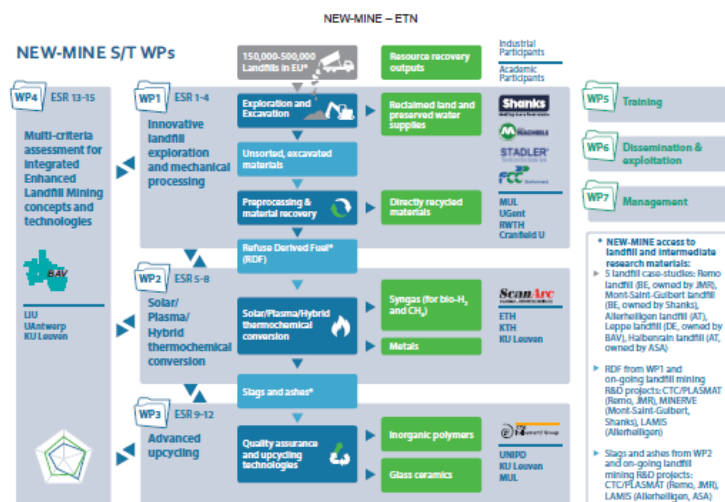 NEW-MINE – ETN
NEW-MINE S/T WPs
150,000-500,000
Landfills in EU*
Resource recovery
outputs
Industrial
Participants
Academic
Participants
WP4
ESR 13-15
Multi-criteria
assessment for
integrated
Enhanced
Landfill Mining
concepts and
technologies
BAV
LIU
UAntwerp
KU Leuven
WP1
ESR 1-4
Innovative
landfill
exploration
and mechanical
processing
Exploration and
Excavation
Unsorted, excavated
materials
Preprocessing &
material recovery
Refuse Derived Fuel*
(RDF)
Reclaimed land and
preserved water
supplies
Directly recycled
materials
Shanks
STADLER
FCC
MUL
UGent
RWTH
Cranfield U
WP2
ESR 5-8
Solar/
Plasma/
Hybrid
thermochemical
conversion
Solar/Plasma/Hybrid
thermochemical
conversion
Slags and ashes*
Syngas (for bio-H₂
and CH₄)
Metals
ScanArc
ETH
KTH
KU Leuven
WP3
ESR 9-12
Advanced
upcycling
Quality assurance
and upcycling
technologies
Inorganic polymers
Glass ceramics
UNIPD
KU Leuven
MUL
WP5
Training
WP6
Dissemination &
exploitation
WP7
Management
* NEW-MINE access to
landfill and intermediate
research materials:
5 landfill case-studies: Remo
landfill (BE, owned by JMR),
Mont-Saint-Guibert landfill
(BE, owned by Shanks),
Allerheiligen landfill (AT),
Leppe landfill (DE, owned by
BAV), Halbenrain landfill (AT,
owned by ASA)
RDF from WP1 and
on-going landfill mining
R&D projects: CTC/PLASMAT
(Remo, JMR), MINERVE
(Mont-Saint-Guibert,
Shanks), LAMIS
(Allerheiligen)
Slags and ashes from WP2
and on-going landfill
mining R&D projects:
CTC/PLASMAT (Remo, JMR),
LAMIS (Allerheiligen, ASA)